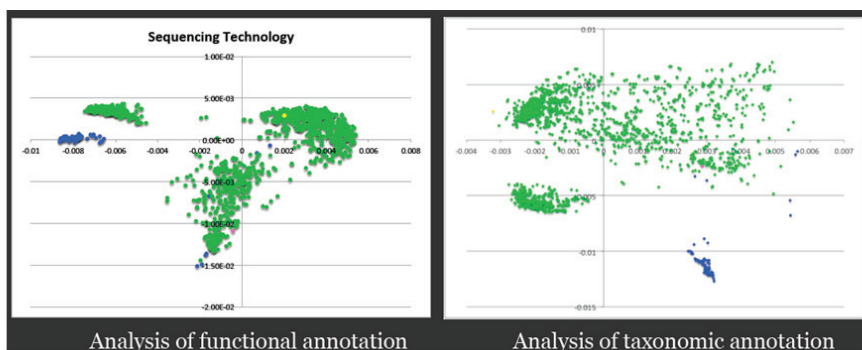 Sequencing Technology
1.00E-02
5.00E-03
0.00E+00
-0.01 -0.008 -0.006 -0.004 -0.002 0 0.002 0.004 0.006 0.008
-5.00E-03
-1.00E-02
-1.50E-02
-2.00E-02
Analysis of functional annotation
0.01
0
-0.004 -0.003 -0.002 -0.001 0 0.001 0.002 0.003 0.004 0.005 0.006 0.007
-0.005
-0.01
-0.015
Analysis of taxonomic annotation